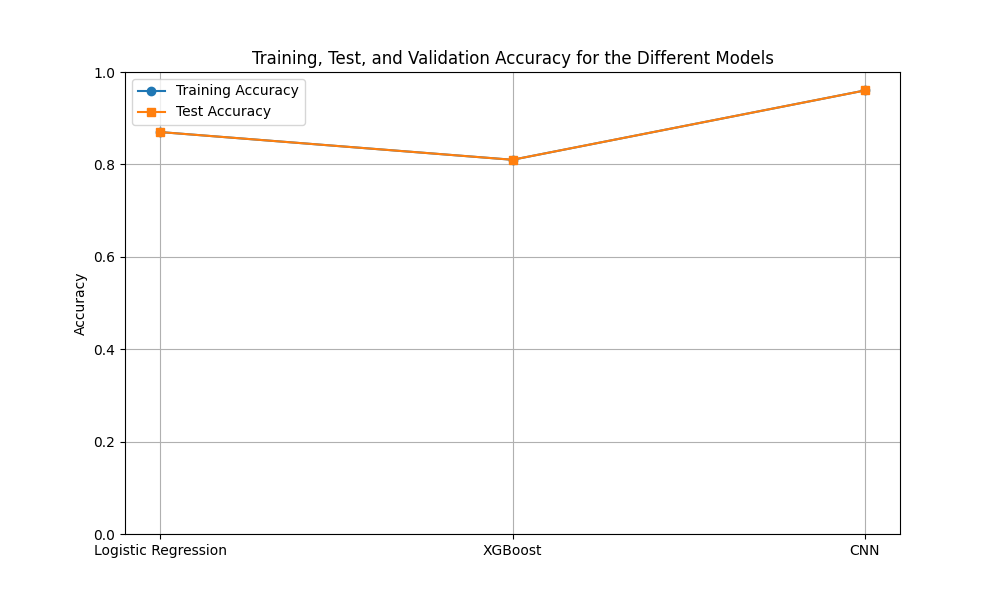 Training, Test, and Validation Accuracy for the Different Models
1.0
Training Accuracy
Test Accuracy
0.8
0.6
Accuracy
0.4
0.2
0.0
Logistic Regression
XGBoost
CNN